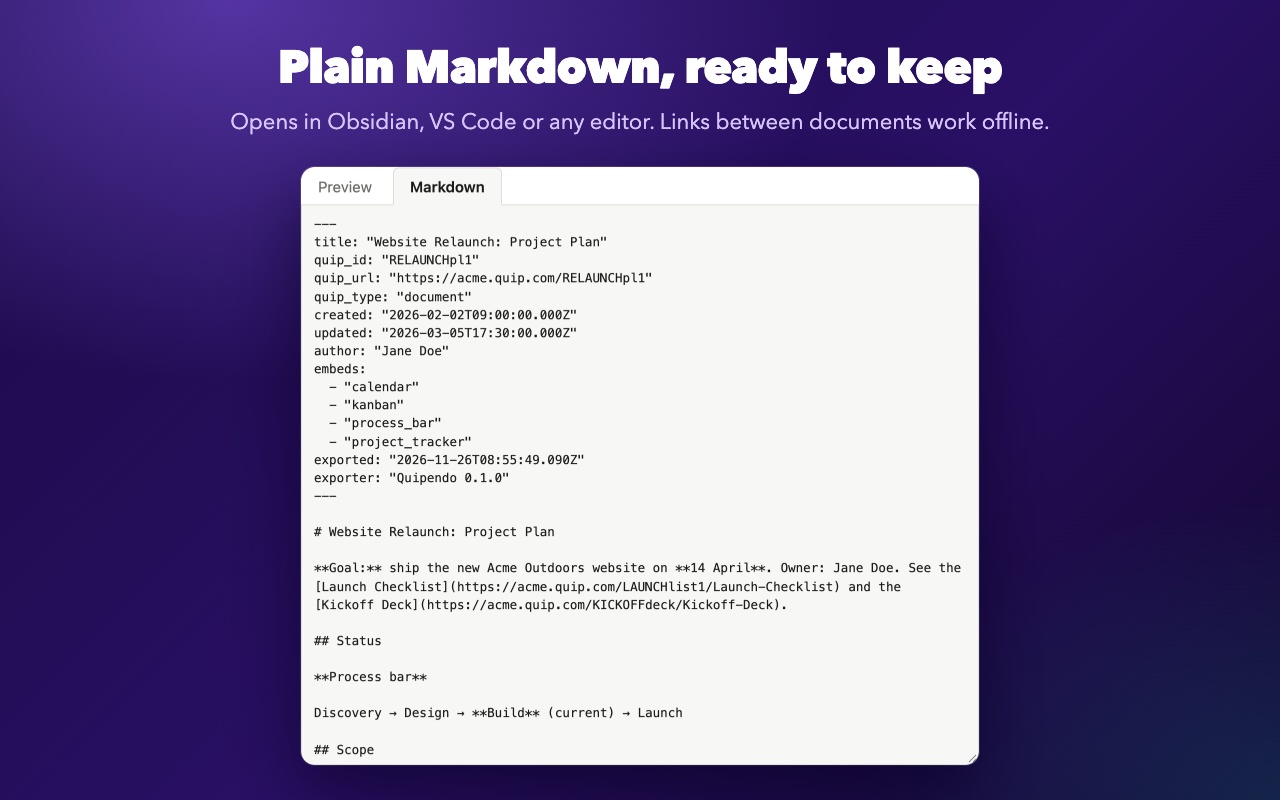 Plain Markdown, ready to keep
Opens in Obsidian, VS Code or any editor. Links between documents work offline.
Preview
Markdown
---
title: "Website Relaunch: Project Plan"
quip_id: "RELAUNCHpl1"
quip_url: "https://acme.quip.com/RELAUNCHpl1"
quip_type: "document"
created: "2026-02-02T09:00:00.000Z"
updated: "2026-03-05T17:30:00.000Z"
author: "Jane Doe"
embeds:
  - "calendar"
  - "kanban"
  - "process_bar"
  - "project_tracker"
exported: "2026-11-26T08:55:49.090Z"
exporter: "Quipendo 0.1.0"
---
# Website Relaunch: Project Plan
**Goal:** ship the new Acme Outdoors website on **14 April**. Owner: Jane Doe. See the
[Launch Checklist](https://acme.quip.com/LAUNCHlist1/Launch-Checklist) and the
[Kickoff Deck](https://acme.quip.com/KICKOFFdeck/Kickoff-Deck).
## Status
**Process bar**
Discovery → Design → **Build** (current) → Launch
## Scope